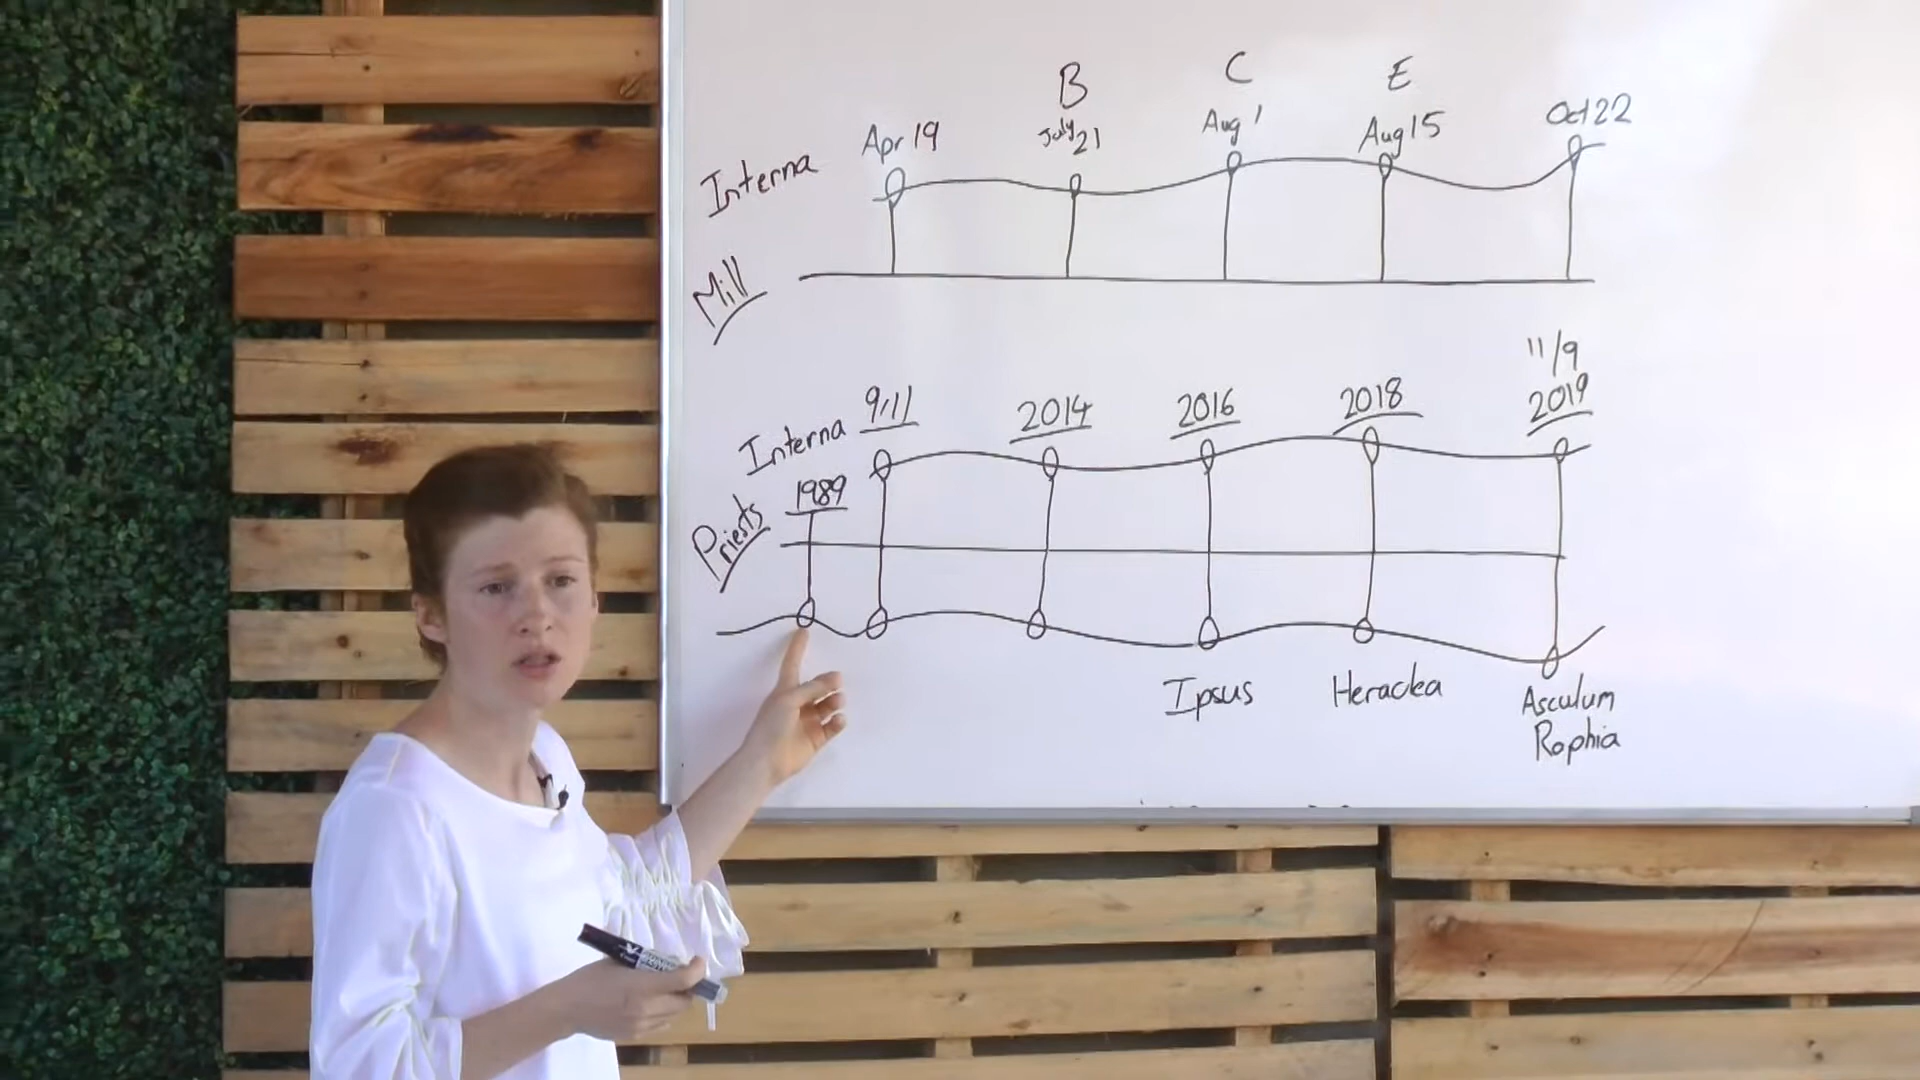 B
C
E
Apr 19
July 21
Aug 1
Aug 15
Oct 22
Interna
Mill
11/9
9/11
2014
2016
2018
2019
Interna
1989
Priests
Ipsus
Heraclea
Asculum
Raphia